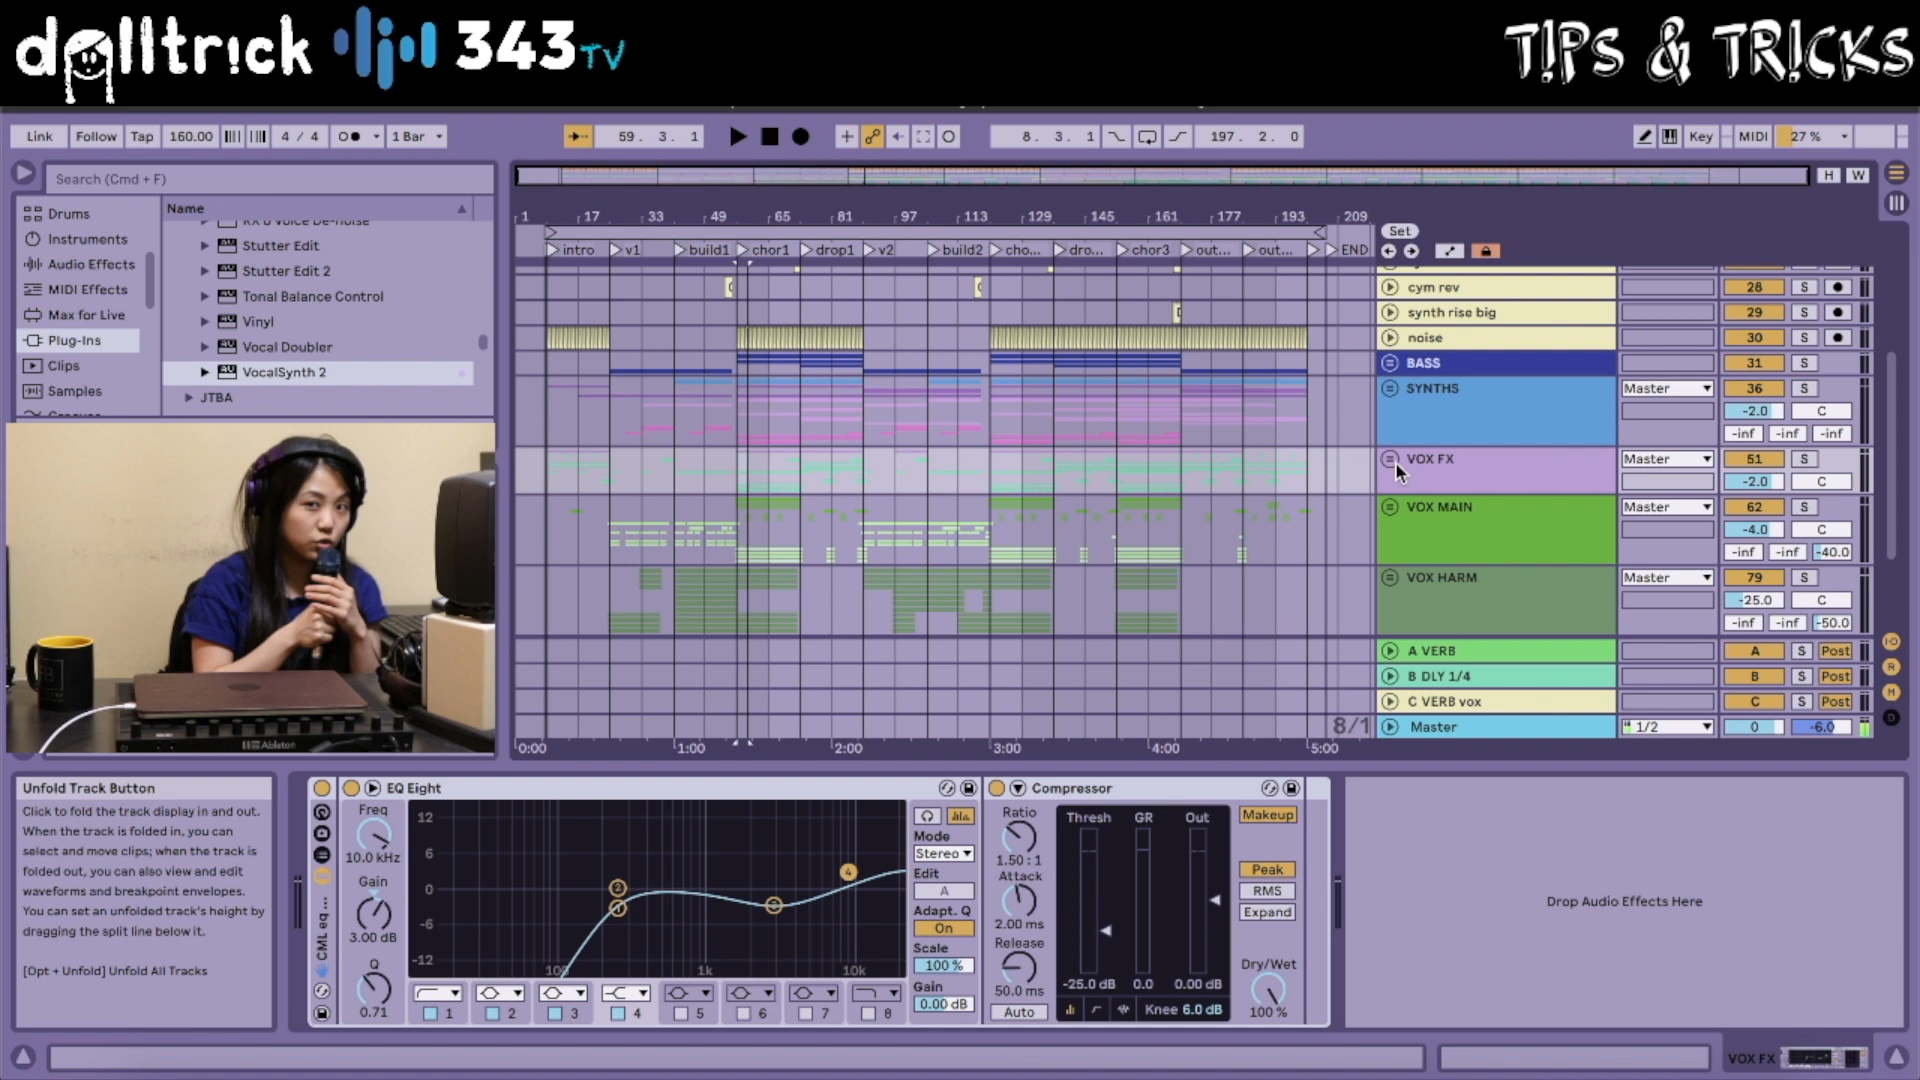 dolltrick 343 TV
TIPS & TRICKS
Link Follow Tap 160.00 4 / 4 1 Bar 59. 3. 1 8. 3. 1 197. 2. 0 Key MIDI 27 %
Search (Cmd + F)
H W
Name
Drums
Instruments
Audio Effects
MIDI Effects
Max for Live
Plug-Ins
Clips
Samples
Stutter Edit
Stutter Edit 2
Tonal Balance Control
Vinyl
Vocal Doubler
VocalSynth 2
JTBA
1 17 33 49 65 81 97 113 129 145 161 177 193 209
Set
intro v1 build1 chor1 drop1 v2 build2 cho... dro... chor3 out... out... END
cym rev 28 S
synth rise big 29 S
noise 30 S
BASS 31 S
SYNTHS Master 36 S
-2.0 C
-inf -inf -inf
VOX FX Master 51 S
-2.0 C
VOX MAIN Master 62 S
-4.0 C
-inf -inf -40.0
VOX HARM Master 79 S
-25.0 C
-inf -inf -50.0
A VERB A S Post
B DLY 1/4 B S Post
C VERB vox C S Post
8/1 Master 1/2 0 -6.0
0:00 1:00 2:00 3:00 4:00 5:00
Ableton
Unfold Track Button
Click to fold the track display in and out.
When the track is folded in, you can
select and move clips; when the track is
folded out, you can also view and edit
waveforms and breakpoint envelopes.
You can set an unfolded track's height by
dragging the split line below it.
[Opt + Unfold] Unfold All Tracks
CML eq ...
EQ Eight
Freq
10.0 kHz
Gain
3.00 dB
Q
0.71
12
6
0
-6
-12
100 1k 10k
2
4
1 2 3 4 5 6 7 8
Mode
Stereo
Edit
A
Adapt. Q
On
Scale
100 %
Gain
0.00 dB
Compressor
Ratio
1.50 : 1
Attack
2.00 ms
Release
50.0 ms
Auto
Thresh GR Out
-25.0 dB 0.0 0.00 dB
Knee 6.0 dB
Makeup
Peak
RMS
Expand
Dry/Wet
100 %
Drop Audio Effects Here
VOX FX